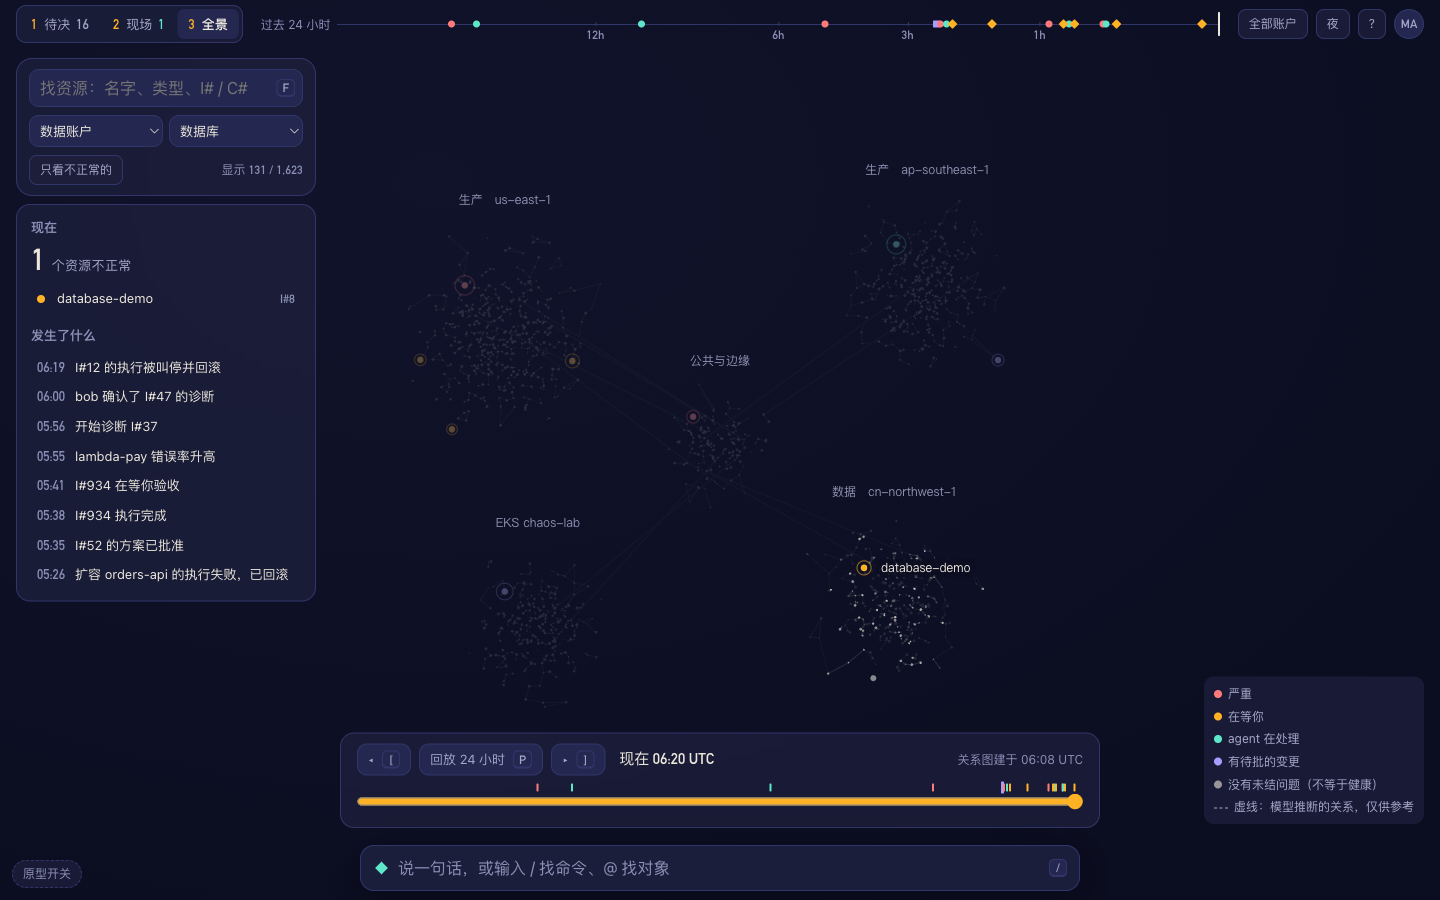 1 待决 16 2 现场 1 3 全景
过去 24 小时
12h 6h 3h 1h
全部账户 夜 ? MA
找资源：名字、类型、I# / C# F
数据账户 数据库
只看不正常的 显示 131 / 1,623
现在
1 个资源不正常
database-demo I#8
发生了什么
06:19 I#12 的执行被叫停并回滚
06:00 bob 确认了 I#47 的诊断
05:56 开始诊断 I#37
05:55 lambda-pay 错误率升高
05:41 I#934 在等你验收
05:38 I#934 执行完成
05:35 I#52 的方案已批准
05:26 扩容 orders-api 的执行失败，已回滚
生产 ap-southeast-1
生产 us-east-1
公共与边缘
数据 cn-northwest-1
EKS chaos-lab
database-demo
严重
在等你
agent 在处理
有待批的变更
没有未结问题（不等于健康）
虚线：模型推断的关系，仅供参考
[ 回放 24 小时 P ] 现在 06:20 UTC 关系图建于 06:08 UTC
说一句话，或输入 / 找命令、@ 找对象 /
原型开关